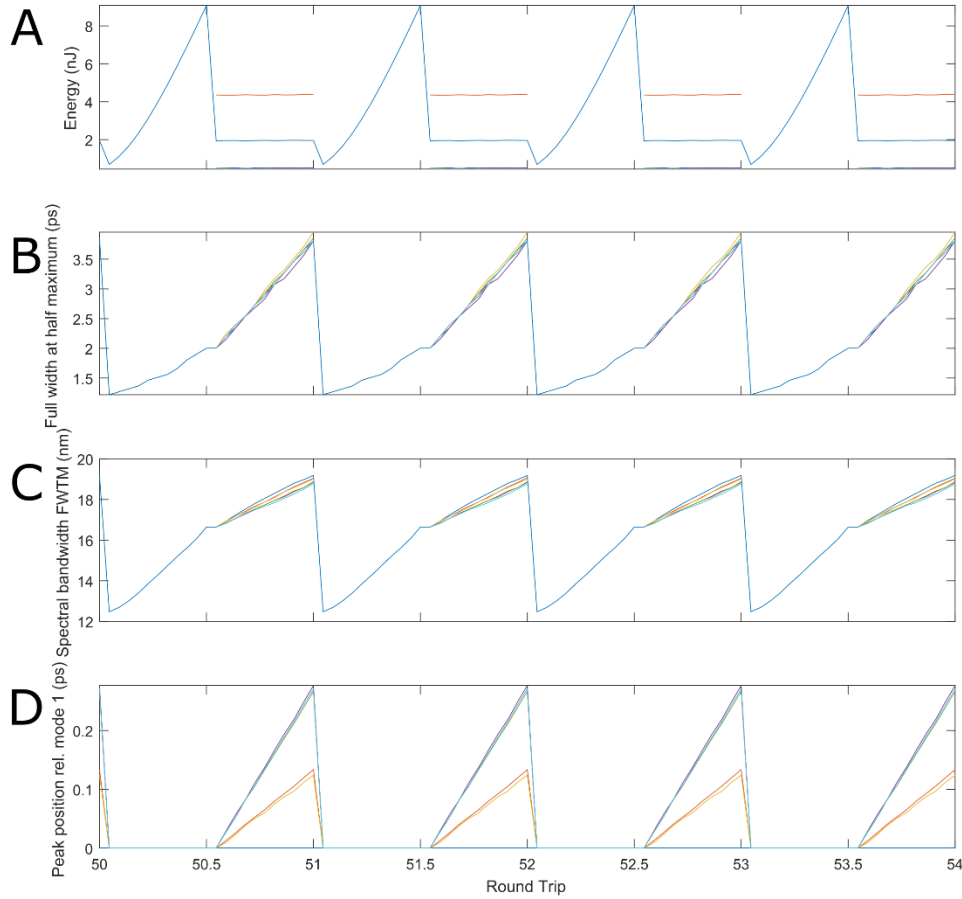 A
Energy (nJ)
8
6
4
2
B
Full width at half maximum (ps)
3.5
3
2.5
2
1.5
C
Spectral bandwidth FWTM (nm)
20
18
16
14
12
D
Peak position rel. mode 1 (ps)
0.2
0.1
0
50
50.5
51
51.5
52
52.5
53
53.5
54
Round Trip